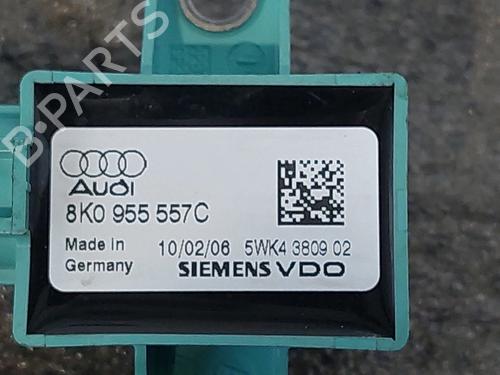 B-PARTS
Audi
8K0 955 557C
Made in 10/02/06 5WK4 3809 02
Germany SIEMENS VDO